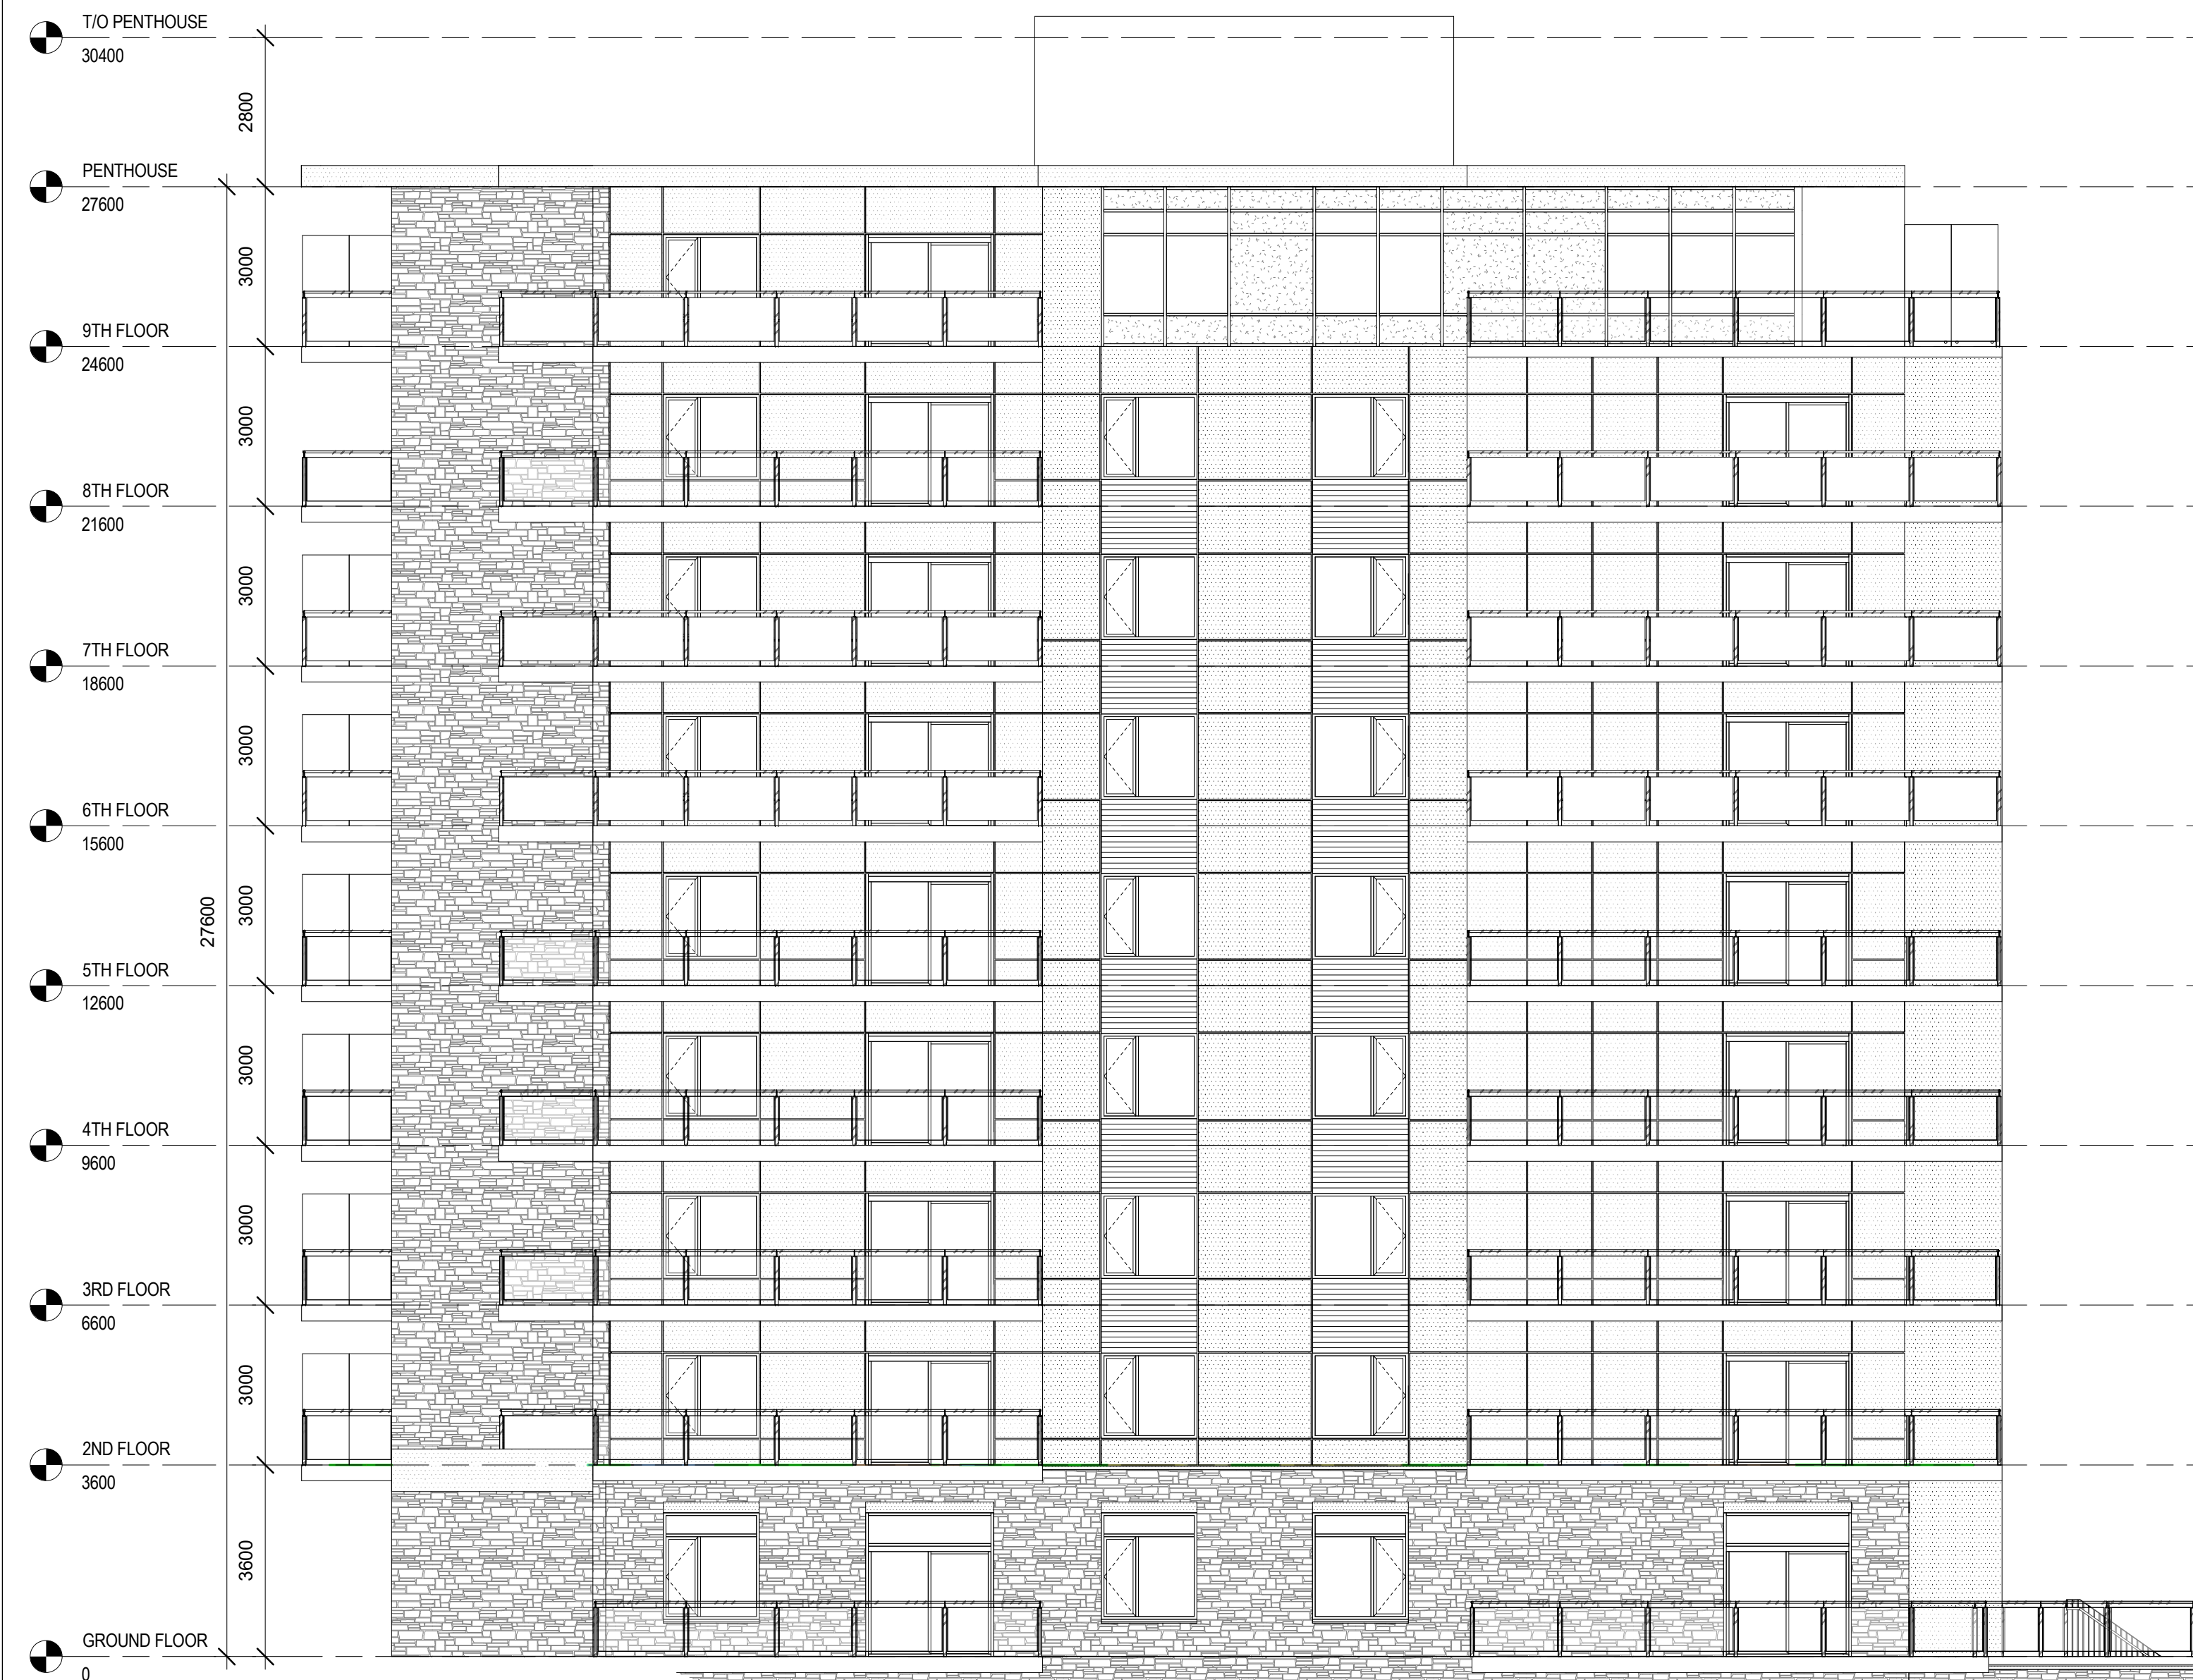 T/O PENTHOUSE
30400
2800
PENTHOUSE
27600
3000
9TH FLOOR
24600
3000
8TH FLOOR
21600
3000
7TH FLOOR
18600
3000
6TH FLOOR
15600
27600
3000
5TH FLOOR
12600
3000
4TH FLOOR
9600
3000
3RD FLOOR
6600
3000
2ND FLOOR
3600
3600
GROUND FLOOR
0